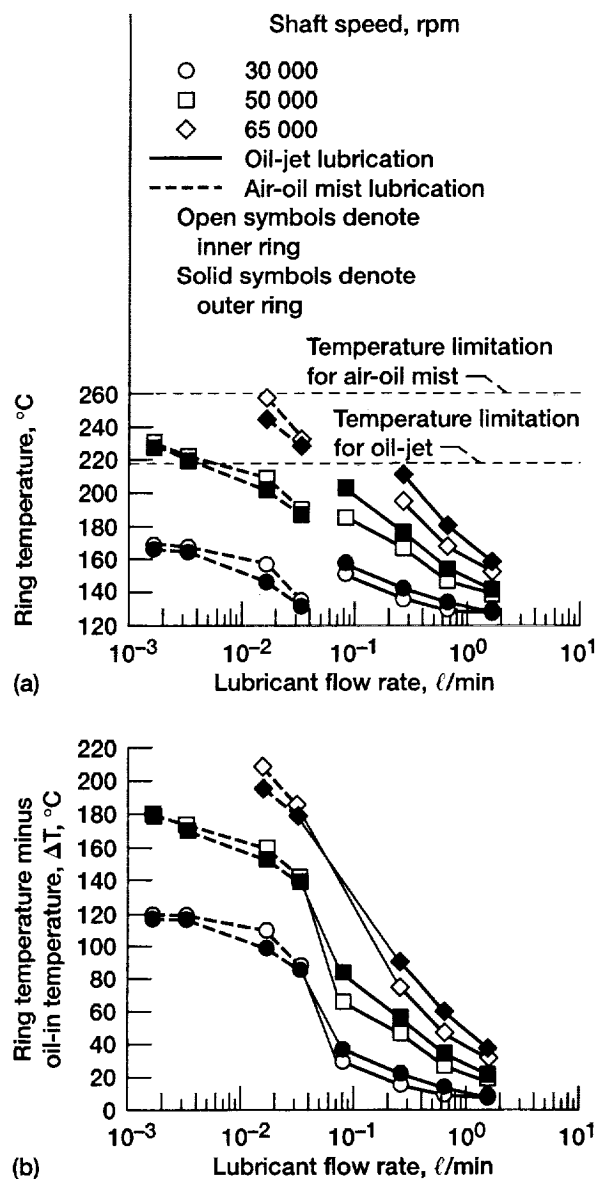 Shaft speed, rpm
30 000
50 000
65 000
Oil-jet lubrication
Air-oil mist lubrication
Open symbols denote
inner ring
Solid symbols denote
outer ring
Temperature limitation
for air-oil mist
Temperature limitation
for oil-jet
Ring temperature, °C
260
240
220
200
180
160
140
120
10⁻³
10⁻²
10⁻¹
10⁰
10¹
Lubricant flow rate, ℓ/min
(a)
Ring temperature minus
oil-in temperature, ΔT, °C
220
200
180
160
140
120
100
80
60
40
20
0
10⁻³
10⁻²
10⁻¹
10⁰
10¹
Lubricant flow rate, ℓ/min
(b)